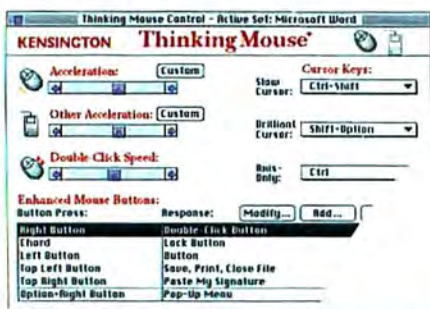 Thinking Mouse Control - Active Set: Microsoft Word
KENSINGTON ThinkingMouse
Acceleration: Custom
Other Acceleration: Custom
Double-Click Speed:
Cursor Keys:
Slow Cursor: Ctrl-Shift
Brilliant Cursor: Shift-Option
Axis-Only: Ctrl
Enhanced Mouse Buttons:
Button Press: Response: Modify... Add...
Right Button Double-Click Button
Chord Lock Button
Left Button Button
Top Left Button Save, Print, Close File
Top Right Button Paste My Signature
Option+Right Button Pop-Up Menu